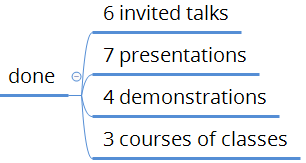 done
6 invited talks
7 presentations
4 demonstrations
3 courses of classes